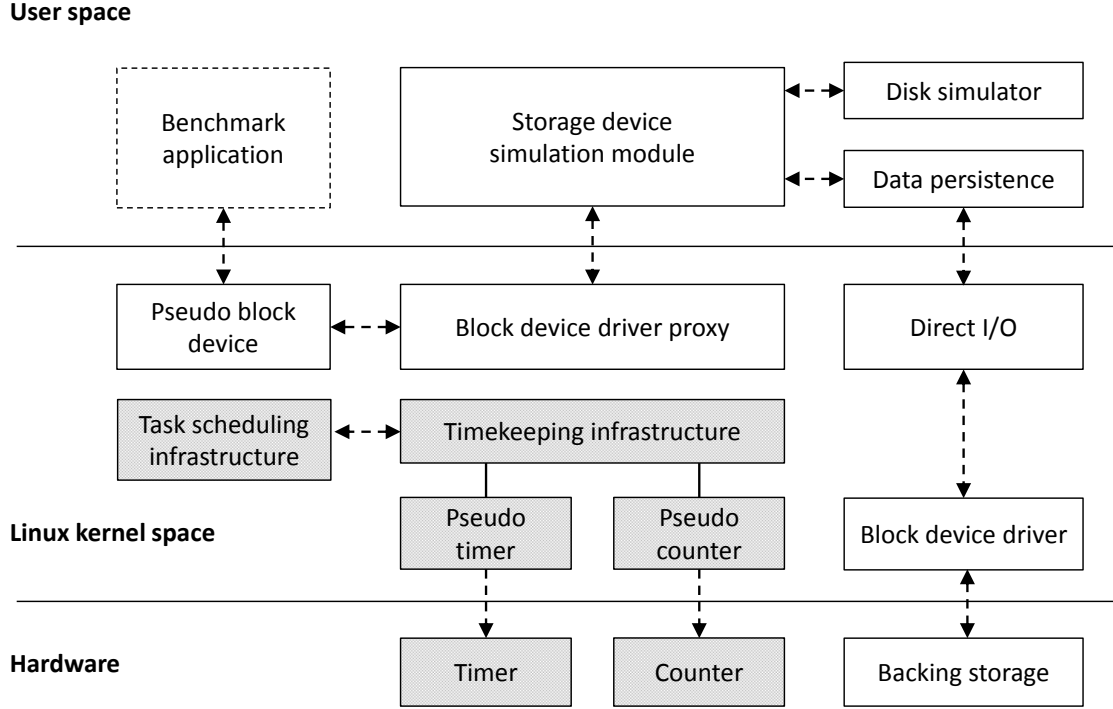 User space
Benchmark
application
Storage device
simulation module
Disk simulator
Data persistence
Pseudo block
device
Block device driver proxy
Direct I/O
Task scheduling
infrastructure
Timekeeping infrastructure
Linux kernel space
Pseudo
timer
Pseudo
counter
Block device driver
Hardware
Timer
Counter
Backing storage